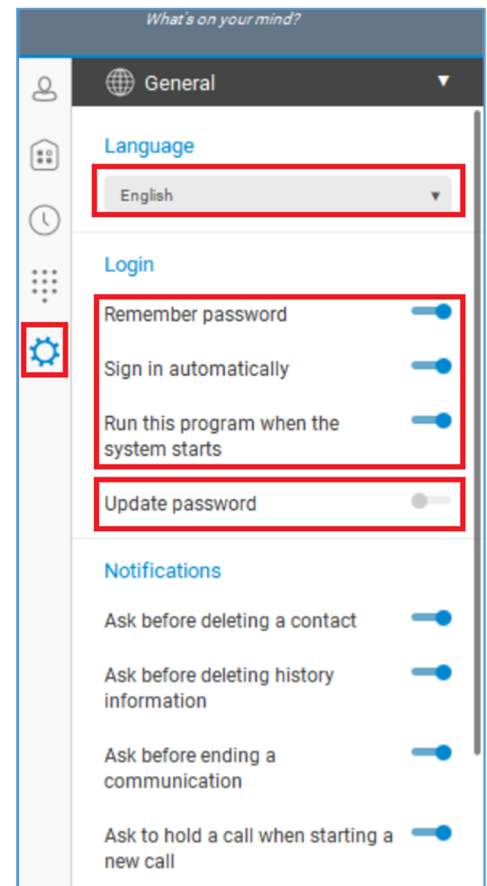 What's on your mind?
General
Language
English
Login
Remember password
Sign in automatically
Run this program when the
system starts
Update password
Notifications
Ask before deleting a contact
Ask before deleting history
information
Ask before ending a
communication
Ask to hold a call when starting a
new call